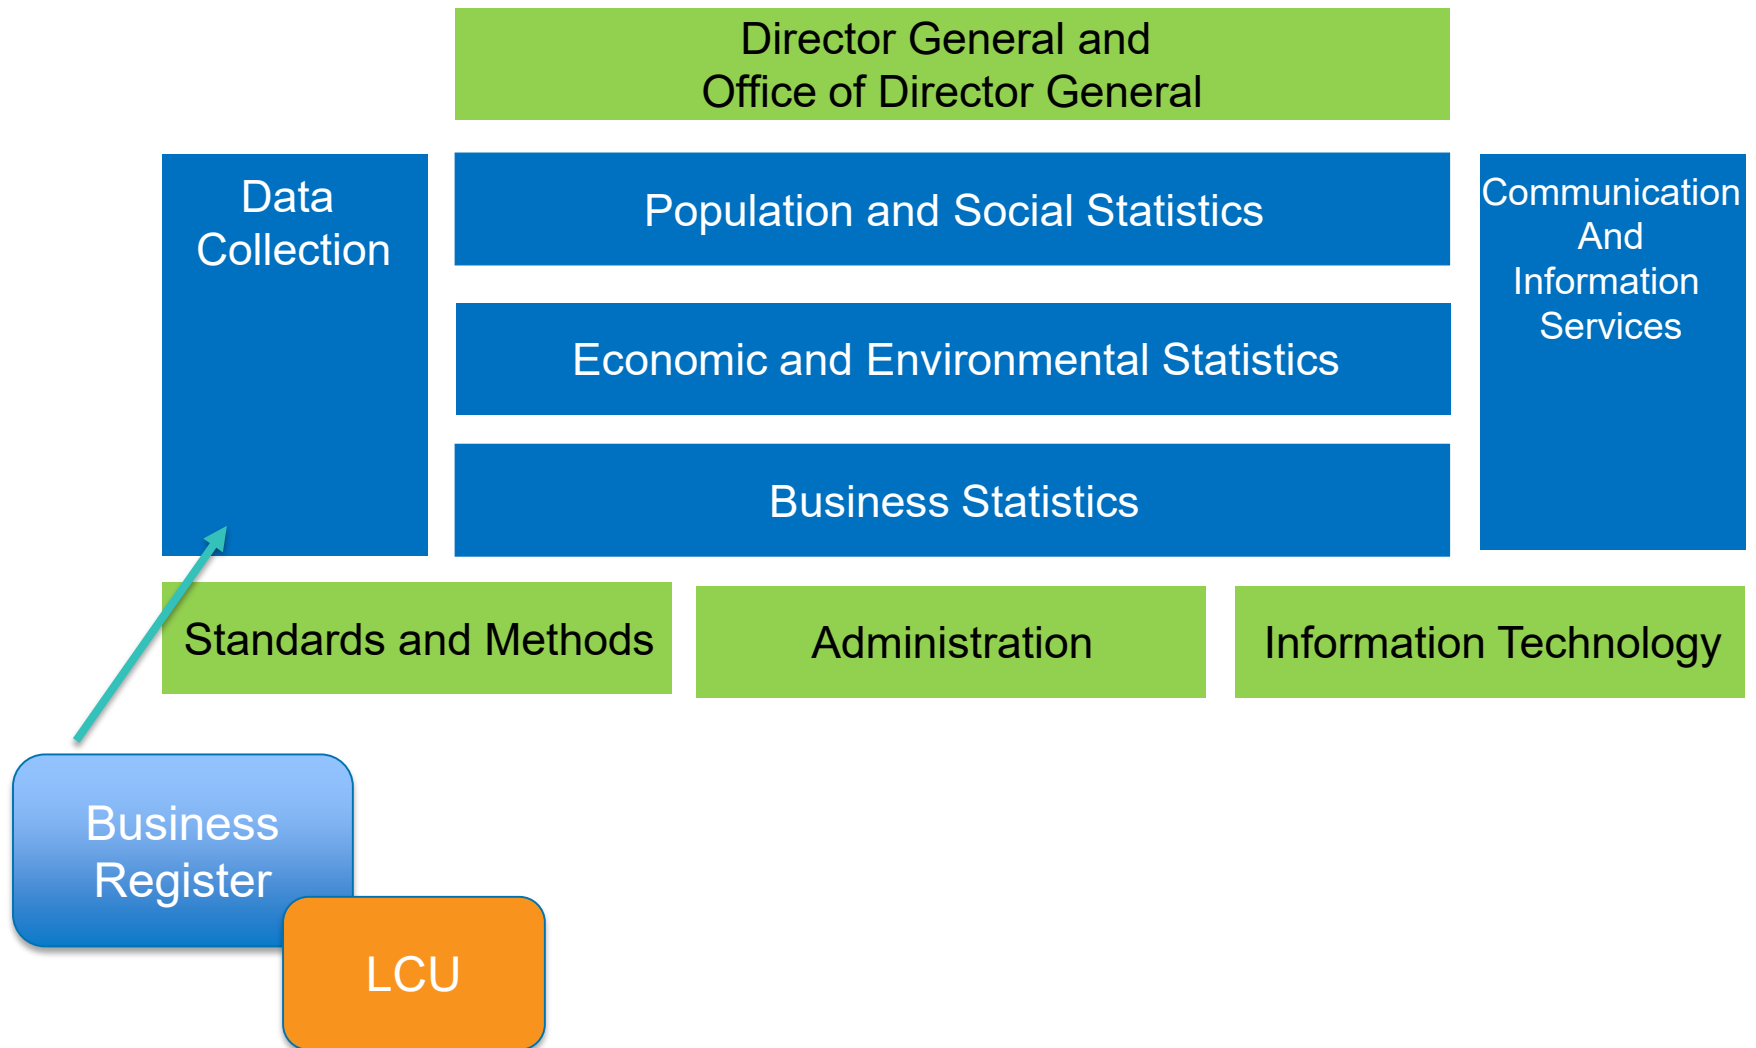 Director General and
Office of Director General
Data
Collection
Population and Social Statistics
Communication
And
Information
Services
Economic and Environmental Statistics
Business Statistics
Standards and Methods
Administration
Information Technology
Business
Register
LCU